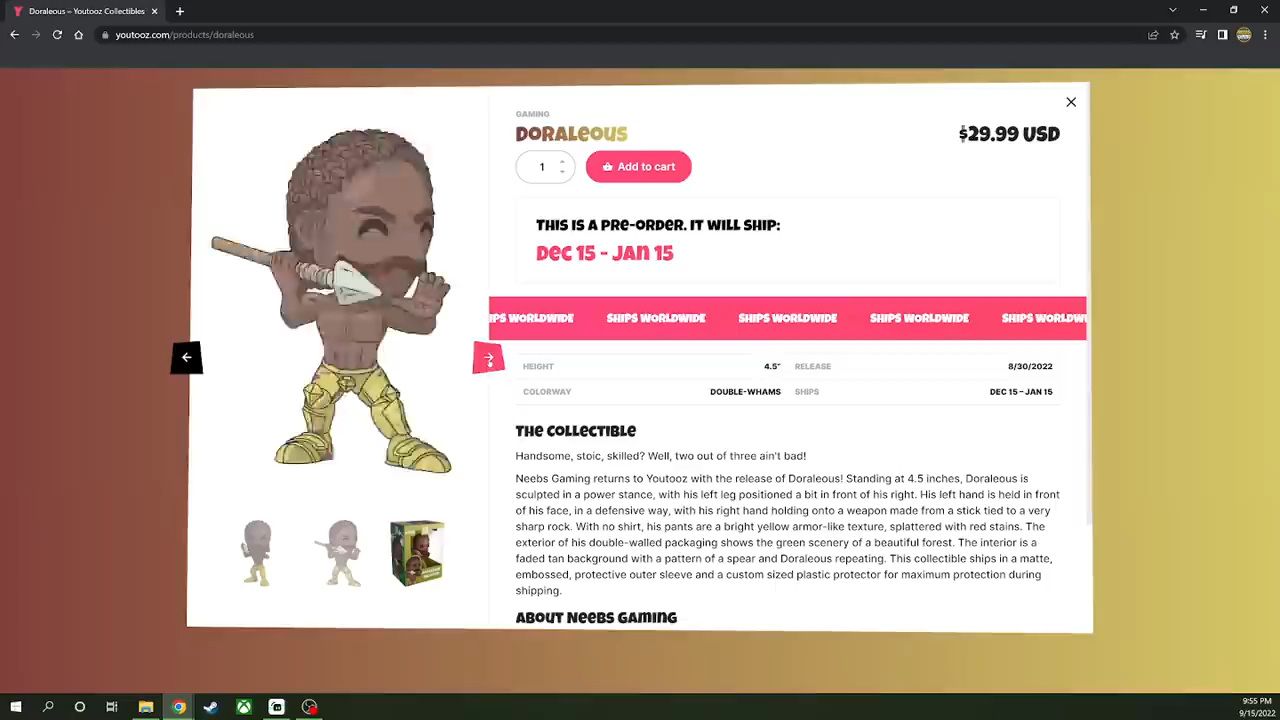 Doraleous – Youtooz Collectibles
youtooz.com/products/doraleous
GAMING
DORALEOUS
$29.99 USD
1
Add to cart
THIS IS A PRE-ORDER. IT WILL SHIP:
Dec 15 - Jan 15
IPS WORLDWIDE SHIPS WORLDWIDE SHIPS WORLDWIDE SHIPS WORLDWIDE SHIPS WORLDW
HEIGHT 4.5" RELEASE 8/30/2022
COLORWAY DOUBLE-WHAMS SHIPS DEC 15 – JAN 15
THE COLLECTIBLE
Handsome, stoic, skilled? Well, two out of three ain't bad!
Neebs Gaming returns to Youtooz with the release of Doraleous! Standing at 4.5 inches, Doraleous is
sculpted in a power stance, with his left leg positioned a bit in front of his right. His left hand is held in front
of his face, in a defensive way, with his right hand holding onto a weapon made from a stick tied to a very
sharp rock. With no shirt, his pants are a bright yellow armor-like texture, splattered with red stains. The
exterior of his double-walled packaging shows the green scenery of a beautiful forest. The interior is a
faded tan background with a pattern of a spear and Doraleous repeating. This collectible ships in a matte,
embossed, protective outer sleeve and a custom sized plastic protector for maximum protection during
shipping.
ABOUT NEEBS GAMING
9:55 PM
9/15/2022